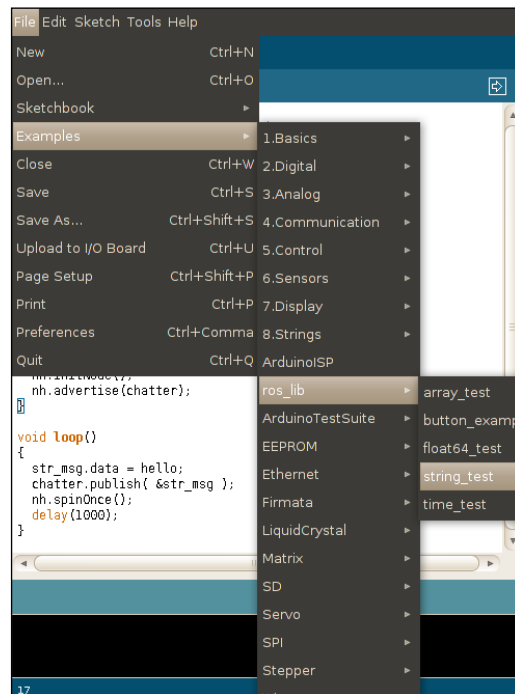 File Edit Sketch Tools Help
New Ctrl+N
Open... Ctrl+O
Sketchbook
Examples
Close Ctrl+W
Save Ctrl+S
Save As... Ctrl+Shift+S
Upload to I/O Board Ctrl+U
Page Setup Ctrl+Shift+P
Print Ctrl+P
Preferences Ctrl+Comma
Quit Ctrl+Q
1.Basics
2.Digital
3.Analog
4.Communication
5.Control
6.Sensors
7.Display
8.Strings
ArduinoISP
ros_lib
ArduinoTestSuite
EEPROM
Ethernet
Firmata
LiquidCrystal
Matrix
SD
Servo
SPI
Stepper
array_test
button_examp
float64_test
string_test
time_test
nh.initNode();
nh.advertise(chatter);
}
void loop()
{
str_msg.data = hello;
chatter.publish( &str_msg );
nh.spinOnce();
delay(1000);
}
17